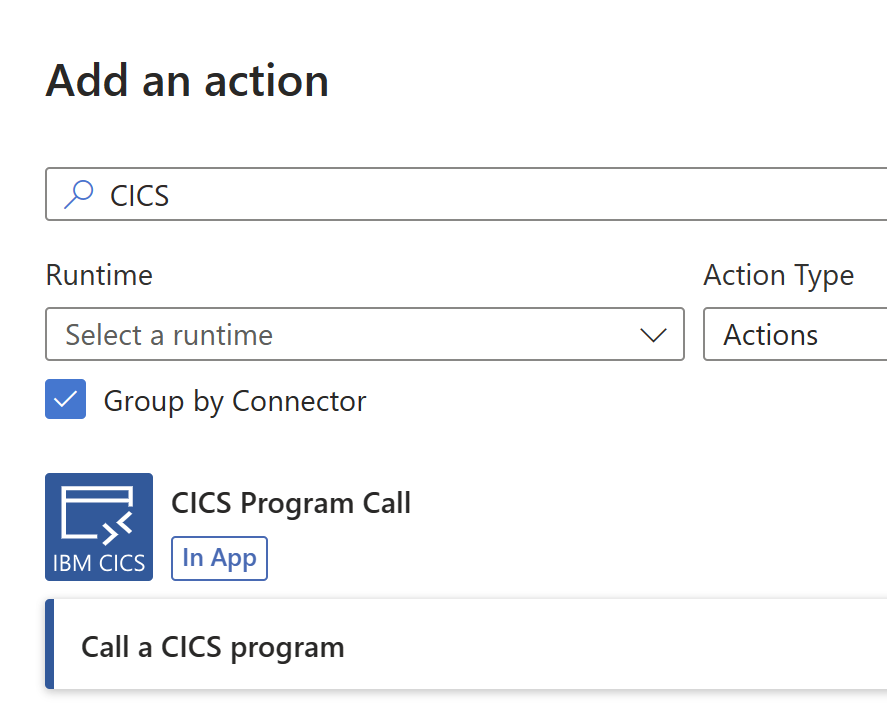 Add an action
CICS
Runtime
Action Type
Select a runtime
Actions
Group by Connector
IBM CICS
CICS Program Call
In App
Call a CICS program